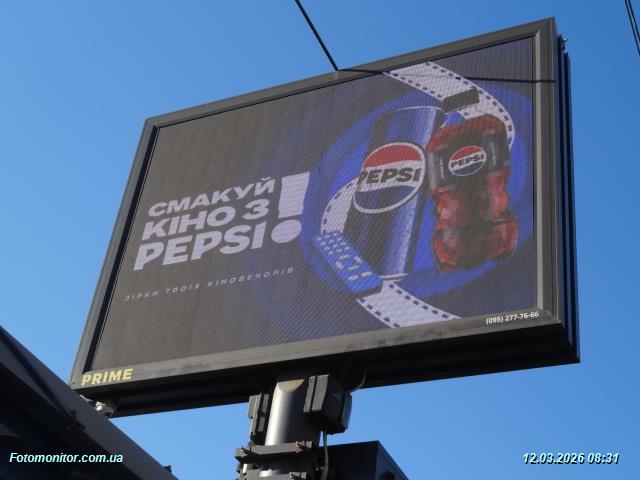 СМАКУЙ
КІНО З
PEPSI!
ЗІРКИ ТВОЇХ КІНОВЕЧОРІВ
PEPSI
PEPSI
(095) 277-76-66
PRIME
Fotomonitor.com.ua
12.03.2026 08:31